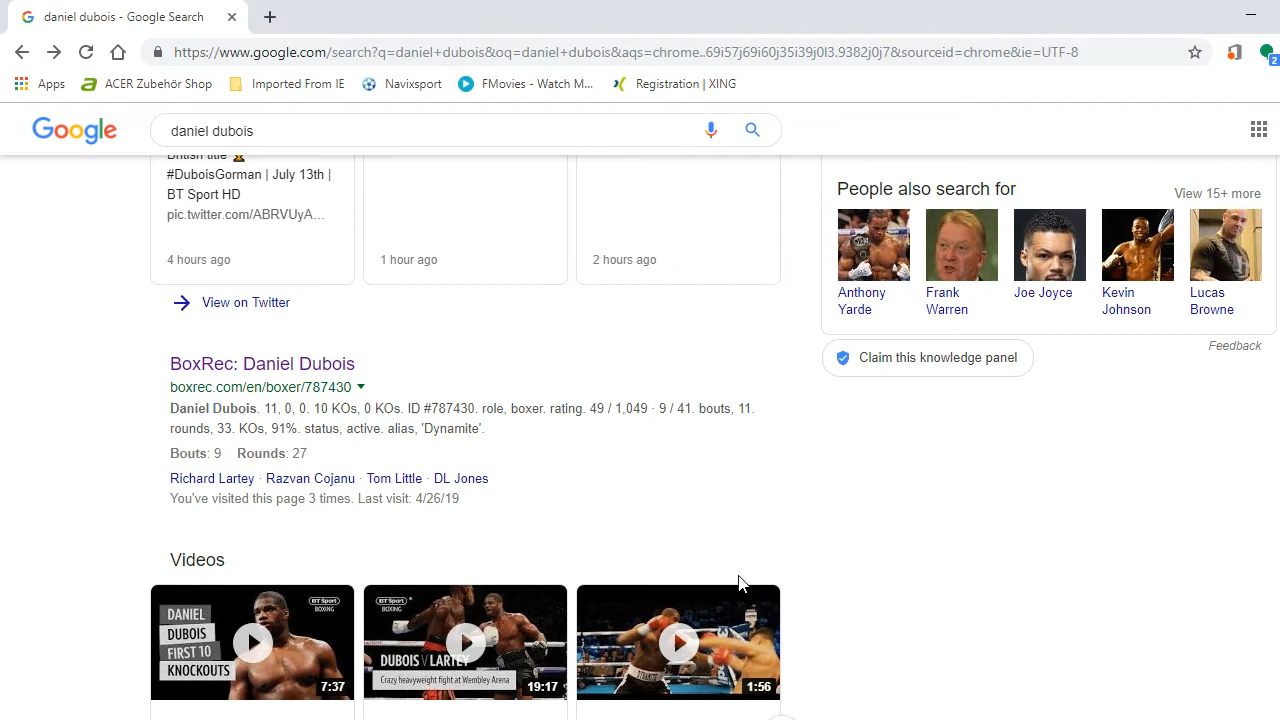 daniel dubois - Google Search
https://www.google.com/search?q=daniel+dubois&oq=daniel+dubois&aqs=chrome..69i57j69i60j35i39j0l3.9382j0j7&sourceid=chrome&ie=UTF-8
2
Apps
ACER Zubehör Shop
Imported From IE
Navixsport
FMovies - Watch M...
Registration | XING
Google
daniel dubois
British title
#DuboisGorman | July 13th |
BT Sport HD
pic.twitter.com/ABRVUyA...
4 hours ago
1 hour ago
2 hours ago
View on Twitter
BoxRec: Daniel Dubois
boxrec.com/en/boxer/787430
Daniel Dubois. 11, 0, 0. 10 KOs, 0 KOs. ID #787430. role, boxer. rating. 49 / 1,049 · 9 / 41. bouts, 11.
rounds, 33. KOs, 91%. status, active. alias, 'Dynamite'.
Bouts: 9 Rounds: 27
Richard Lartey · Razvan Cojanu · Tom Little · DL Jones
You've visited this page 3 times. Last visit: 4/26/19
Videos
DANIEL
DUBOIS
FIRST 10
KNOCKOUTS
BT Sport
BOXING
7:37
BT Sport
BOXING
DUBOIS V LARTEY
Crazy heavyweight fight at Wembley Arena
19:17
1:56
People also search for
View 15+ more
Anthony
Yarde
Frank
Warren
Joe Joyce
Kevin
Johnson
Lucas
Browne
Feedback
Claim this knowledge panel